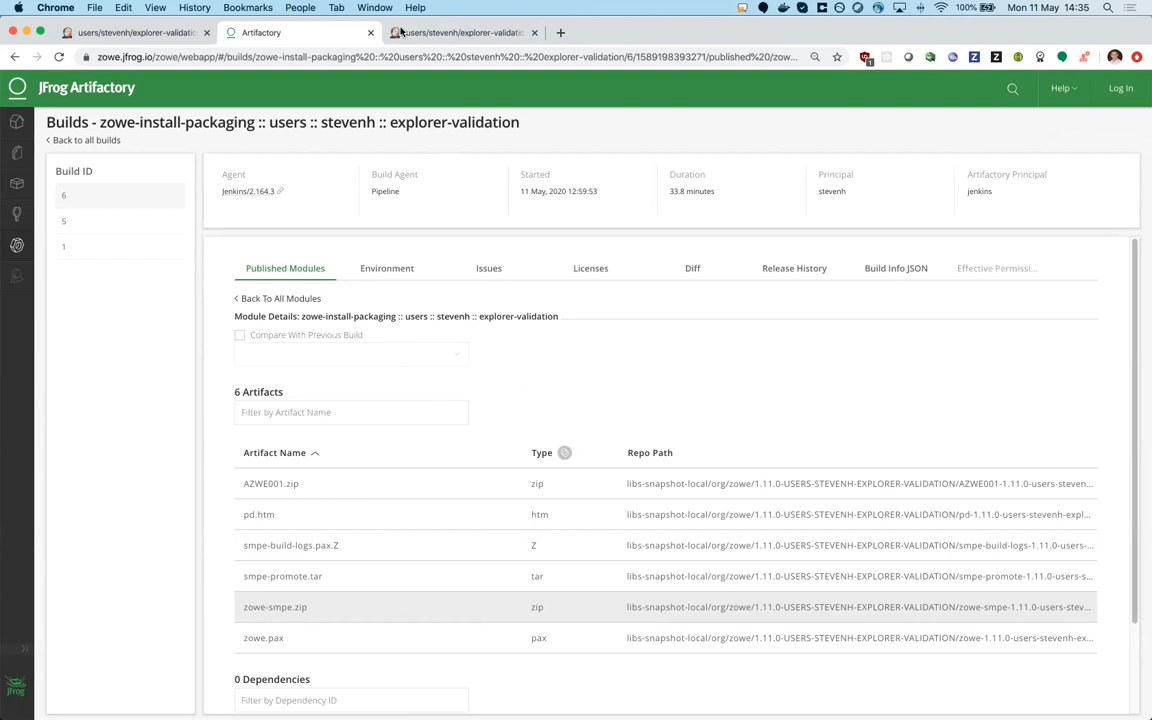 Chrome File Edit View History Bookmarks People Tab Window Help 100% Mon 11 May 14:35
users/stevenh/explorer-validatio Artifactory users/stevenh/explorer-validatio
zowe.jfrog.io/zowe/webapp/#/builds/zowe-install-packaging%20::%20users%20::%20stevenh%20::%20explorer-validation/6/1589198393271/published%20/zow... 1
JFrog Artifactory Help Log In
Builds - zowe-install-packaging :: users :: stevenh :: explorer-validation
Back to all builds
Build ID
6
5
1
Agent Build Agent Started Duration Principal Artifactory Principal
Jenkins/2.164.3 Pipeline 11 May, 2020 12:59:53 33.8 minutes stevenh jenkins
Published Modules Environment Issues Licenses Diff Release History Build Info JSON Effective Permissi...
Back To All Modules
Module Details: zowe-install-packaging :: users :: stevenh :: explorer-validation
Compare With Previous Build
6 Artifacts
Filter by Artifact Name
Artifact Name Type Repo Path
AZWE001.zip zip libs-snapshot-local/org/zowe/1.11.0-USERS-STEVENH-EXPLORER-VALIDATION/AZWE001-1.11.0-users-steven...
pd.htm htm libs-snapshot-local/org/zowe/1.11.0-USERS-STEVENH-EXPLORER-VALIDATION/pd-1.11.0-users-stevenh-expl...
smpe-build-logs.pax.Z Z libs-snapshot-local/org/zowe/1.11.0-USERS-STEVENH-EXPLORER-VALIDATION/smpe-build-logs-1.11.0-users-...
smpe-promote.tar tar libs-snapshot-local/org/zowe/1.11.0-USERS-STEVENH-EXPLORER-VALIDATION/smpe-promote-1.11.0-users-s...
zowe-smpe.zip zip libs-snapshot-local/org/zowe/1.11.0-USERS-STEVENH-EXPLORER-VALIDATION/zowe-smpe-1.11.0-users-stev...
zowe.pax pax libs-snapshot-local/org/zowe/1.11.0-USERS-STEVENH-EXPLORER-VALIDATION/zowe-1.11.0-users-stevenh-ex...
0 Dependencies
JFrog Filter by Dependency ID